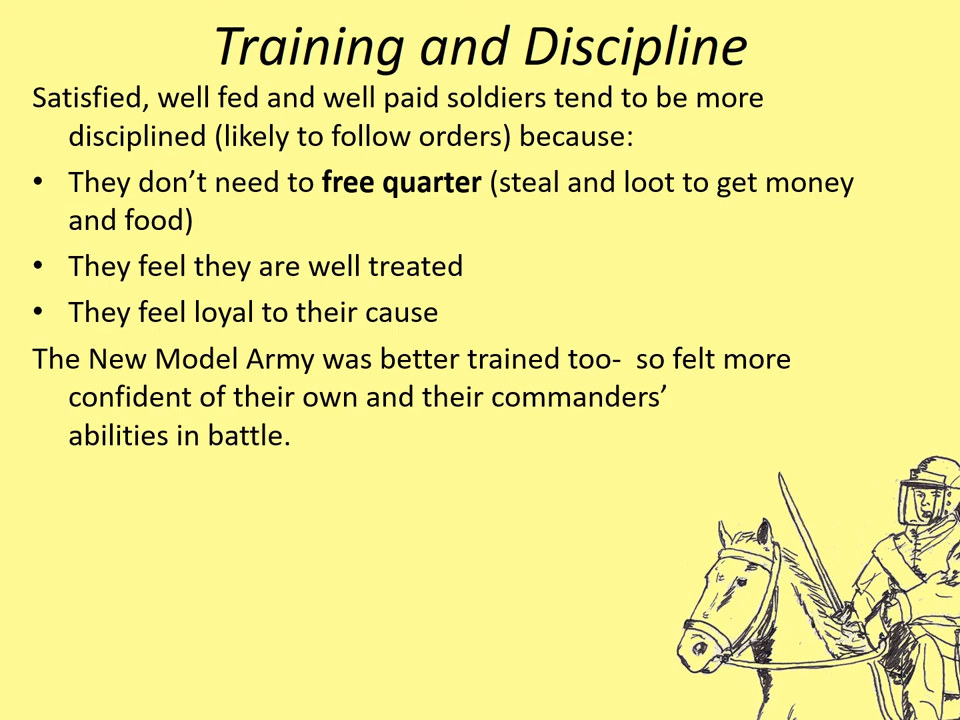 Training and Discipline
Satisfied, well fed and well paid soldiers tend to be more
disciplined (likely to follow orders) because:
• They don’t need to free quarter (steal and loot to get money
and food)
• They feel they are well treated
• They feel loyal to their cause
The New Model Army was better trained too-  so felt more
confident of their own and their commanders’
abilities in battle.